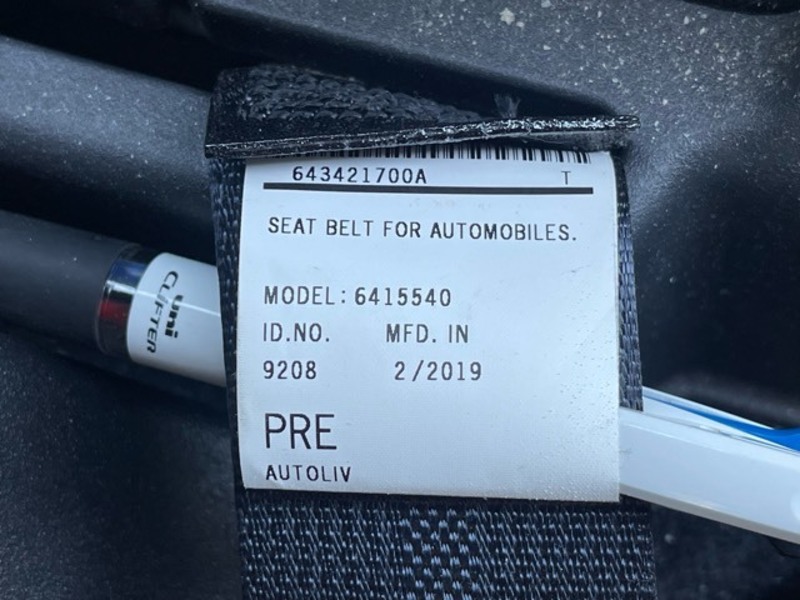 643421700A T
SEAT BELT FOR AUTOMOBILES.
MODEL: 6415540
ID.NO. MFD. IN
9208 2/2019
PRE
AUTOLIV
uni
CLIFTER